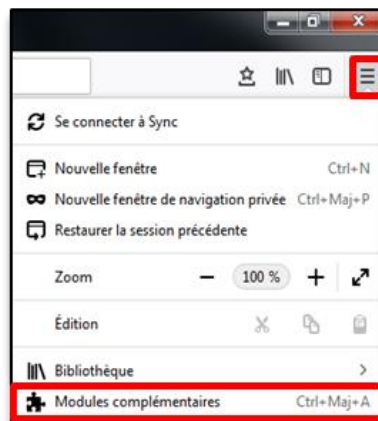 Se connecter à Sync
Nouvelle fenêtre Ctrl+N
Nouvelle fenêtre de navigation privée Ctrl+Maj+P
Restaurer la session précédente
Zoom 100 %
Édition
Bibliothèque
Modules complémentaires Ctrl+Maj+A